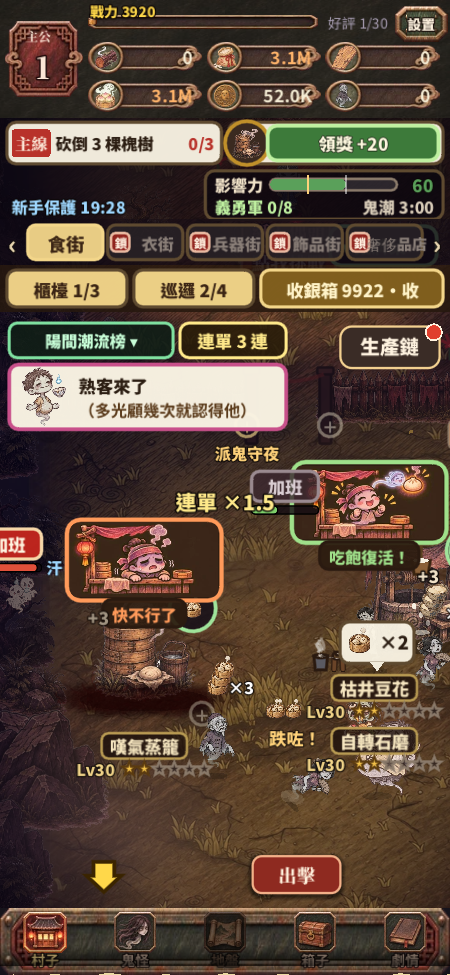 戰力.3920
好評 1/30
設置
主公
1
0
3.1M
0
3.1M
52.0K
0
主線 砍倒 3 棵槐樹 0/3
領獎 +20
影響力 60
新手保護 19:28
義勇軍 0/8
鬼潮 3:00
‹ 食街
鎖 衣街
鎖 兵器街
鎖 飾品街
鎖 奢侈品店 ›
櫃檯 1/3
巡邏 2/4
收銀箱 9922・收
陽間潮流榜 ▾
連單 3 連
生產鏈
熟客來了
（多光顧幾次就認得他）
派鬼守夜
加班
連單 ×1.5
加班
汗
吃飽復活！
+3
+3 快不行了
×2
×3
枯井豆花
Lv30
跌咗！
自轉石磨
Lv30
嘆氣蒸籠
Lv30
出擊
村子
鬼怪
地盤
箱子
劇情